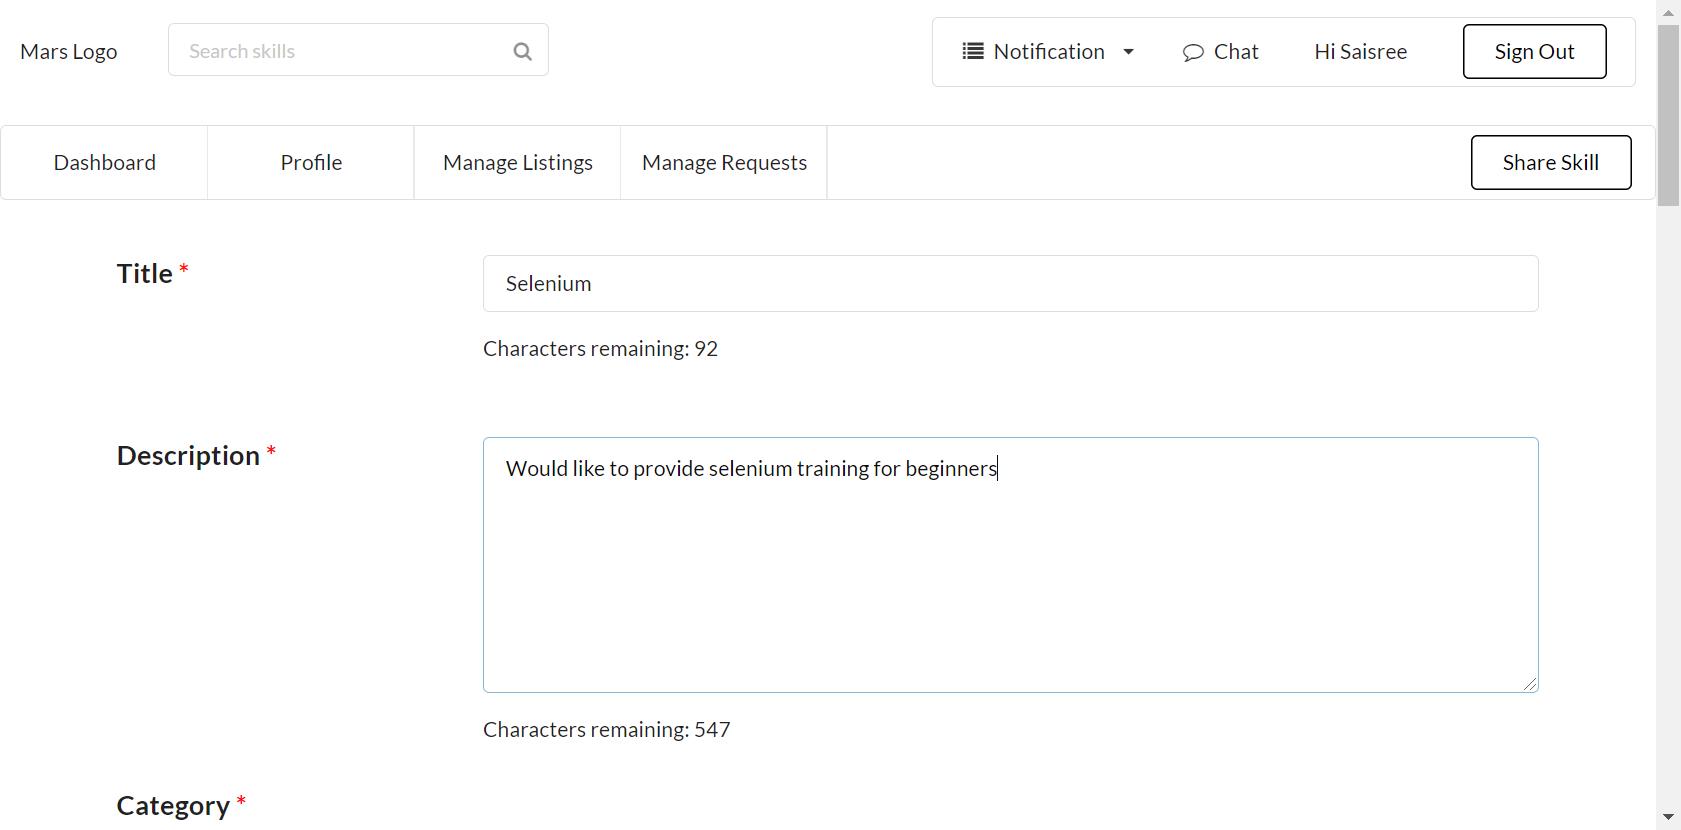 Mars Logo
Search skills
Notification
Chat
Hi Saisree
Sign Out
Dashboard
Profile
Manage Listings
Manage Requests
Share Skill
Title *
Selenium
Characters remaining: 92
Description *
Would like to provide selenium training for beginners
Characters remaining: 547
Category *